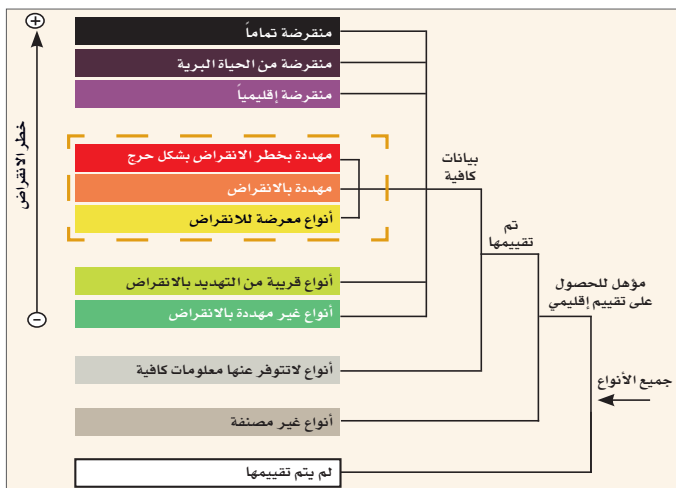 +
منقرضة تماماً
منقرضة من الحياة البرية
منقرضة إقليمياً
مهددة بخطر الانقراض بشكل حرج
مهددة بالانقراض
أنواع معرضة للانقراض
أنواع قريبة من التهديد بالانقراض
أنواع غير مهددة بالانقراض
أنواع لاتتوفر عنها معلومات كافية
أنواع غير مصنفة
لم يتم تقييمها
خطر الانقراض
−
بيانات
كافية
تم
تقييمها
مؤهل للحصول
على تقييم إقليمي
جميع الأنواع